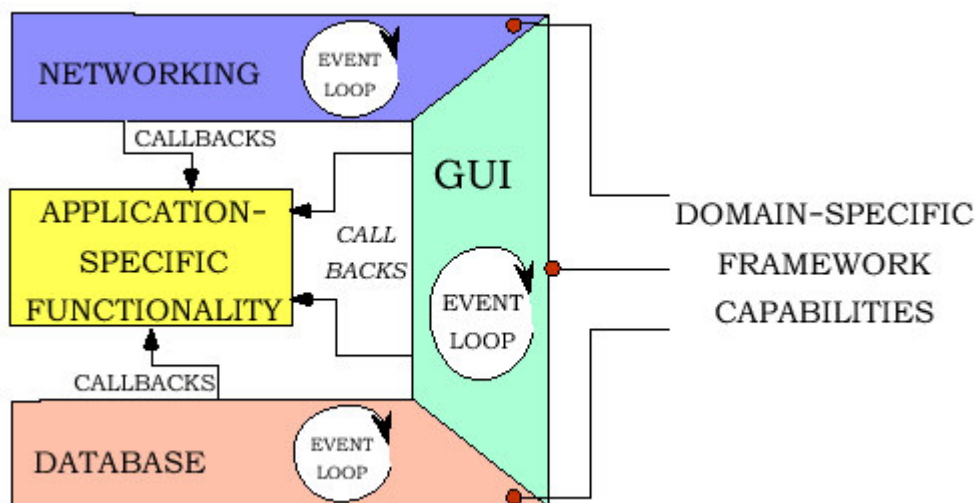 NETWORKING
EVENT
LOOP
CALLBACKS
APPLICATION-
SPECIFIC
FUNCTIONALITY
CALL
BACKS
GUI
EVENT
LOOP
DOMAIN-SPECIFIC
FRAMEWORK
CAPABILITIES
CALLBACKS
DATABASE
EVENT
LOOP